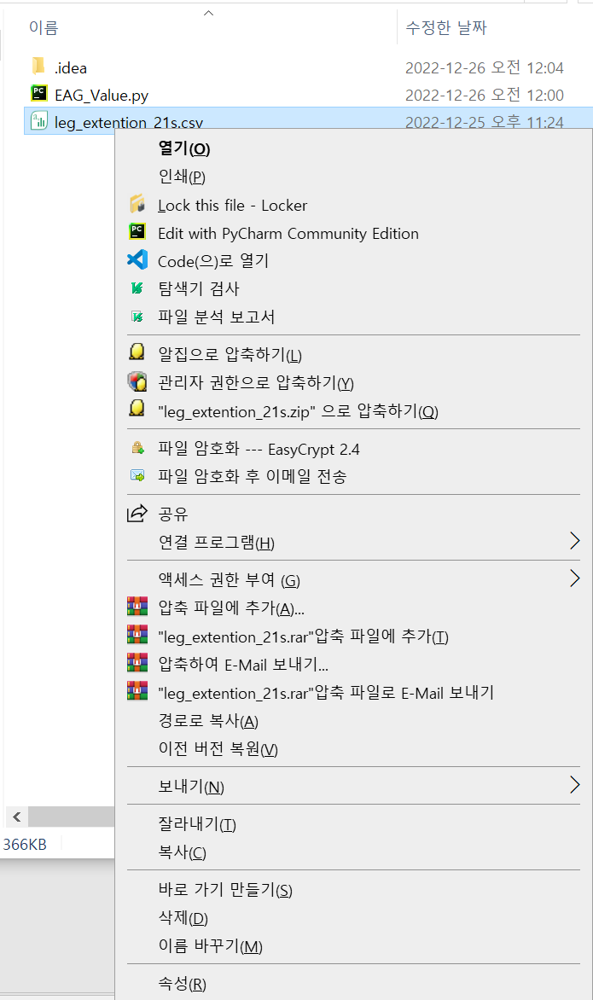 이름 수정한 날짜
.idea 2022-12-26 오전 12:04
EAG_Value.py 2022-12-26 오전 12:00
leg_extention_21s.csv 2022-12-25 오후 11:24
열기(O)
인쇄(P)
Lock this file - Locker
Edit with PyCharm Community Edition
Code(으)로 열기
탐색기 검사
파일 분석 보고서
알집으로 압축하기(L)
관리자 권한으로 압축하기(Y)
"leg_extention_21s.zip" 으로 압축하기(Q)
파일 암호화 --- EasyCrypt 2.4
파일 암호화 후 이메일 전송
공유
연결 프로그램(H)
액세스 권한 부여 (G)
압축 파일에 추가(A)...
"leg_extention_21s.rar"압축 파일에 추가(T)
압축하여 E-Mail 보내기...
"leg_extention_21s.rar"압축 파일로 E-Mail 보내기
경로로 복사(A)
이전 버전 복원(V)
보내기(N)
366KB
잘라내기(T)
복사(C)
바로 가기 만들기(S)
삭제(D)
이름 바꾸기(M)
속성(R)